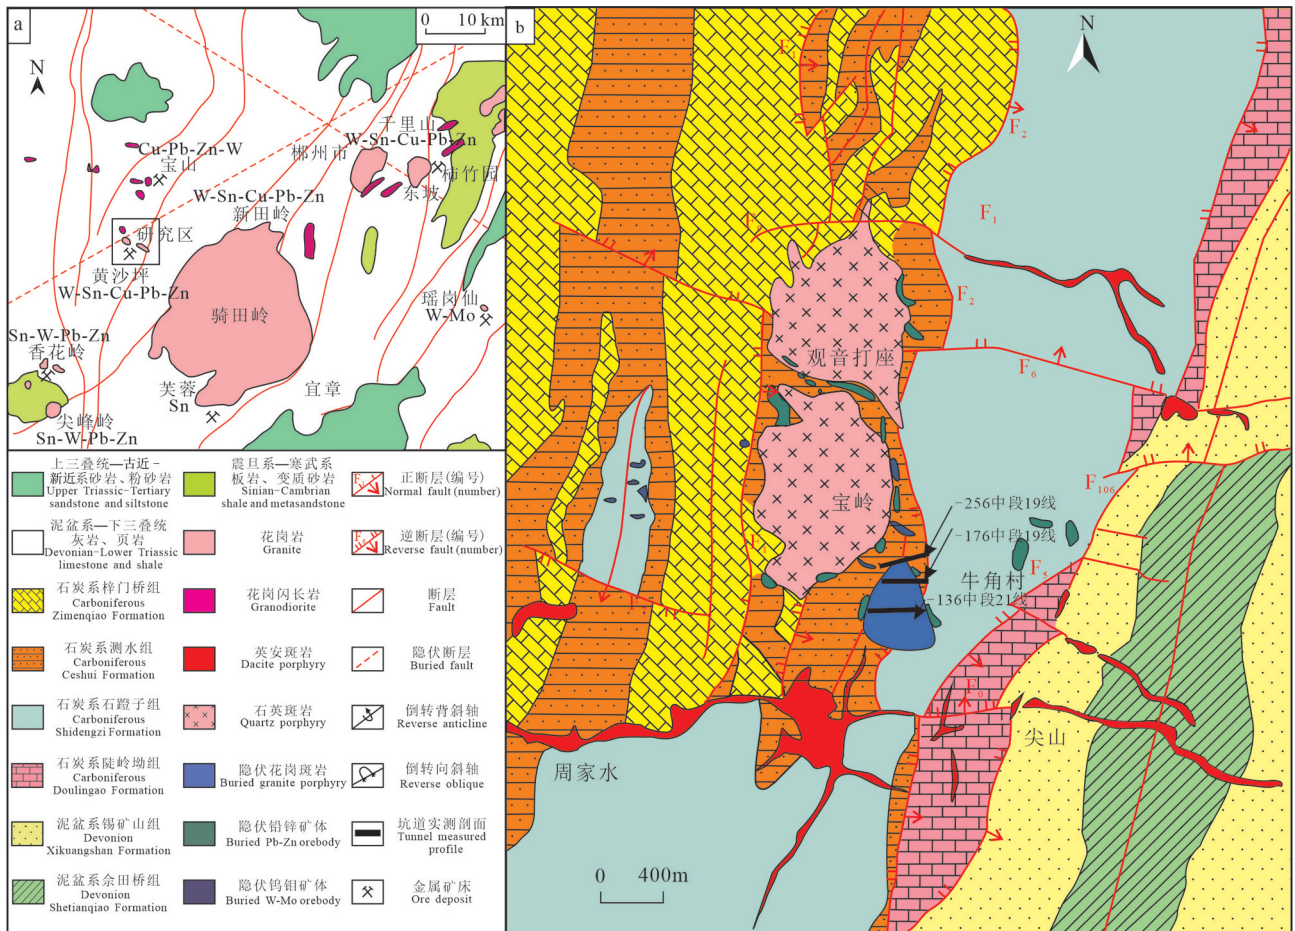 a
0 10 km
N
千里山
W-Sn-Cu-Pb-Zn
郴州市
柿竹园
东坡
Cu-Pb-Zn-W
宝山
W-Sn-Cu-Pb-Zn
新田岭
研究区
黄沙坪
W-Sn-Cu-Pb-Zn
骑田岭
瑶岗仙
W-Mo
Sn-W-Pb-Zn
香花岭
芙蓉
Sn
宜章
尖峰岭
Sn-W-Pb-Zn
上三叠统—古近-
新近系砂岩、粉砂岩
Upper Triassic-Tertiary
sandstone and siltstone
震旦系—寒武系
板岩、变质砂岩
Sinian-Cambrian
shale and metasandstone
正断层(编号)
Normal fault(number)
泥盆系—下三叠统
灰岩、页岩
Devonian-Lower Triassic
limestone and shale
花岗岩
Granite
逆断层(编号)
Reverse fault(number)
石炭系梓门桥组
Carboniferous
Zimenqiao Formation
花岗闪长岩
Granodiorite
断层
Fault
石炭系测水组
Carboniferous
Ceshui Formation
英安斑岩
Dacite porphyry
隐伏断层
Buried fault
石炭系石蹬子组
Carboniferous
Shidengzi Formation
石英斑岩
Quartz porphyry
倒转背斜轴
Reverse anticline
石炭系陡岭坳组
Carboniferous
Doulingao Formation
隐伏花岗斑岩
Buried granite porphyry
倒转向斜轴
Reverse oblique
泥盆系锡矿山组
Devonion
Xikuangshan Formation
隐伏铅锌矿体
Buried Pb-Zn orebody
坑道实测剖面
Tunnel measured
profile
泥盆系佘田桥组
Devonion
Shetianqiao Formation
隐伏钨钼矿体
Buried W-Mo orebody
金属矿床
Ore deposit
b
N
F1
F2
F1
F2
观音打座
F6
宝岭
F106
-256中段19线
-176中段19线
牛角村
F5
-136中段21线
F1
F0
尖山
周家水
0 400m